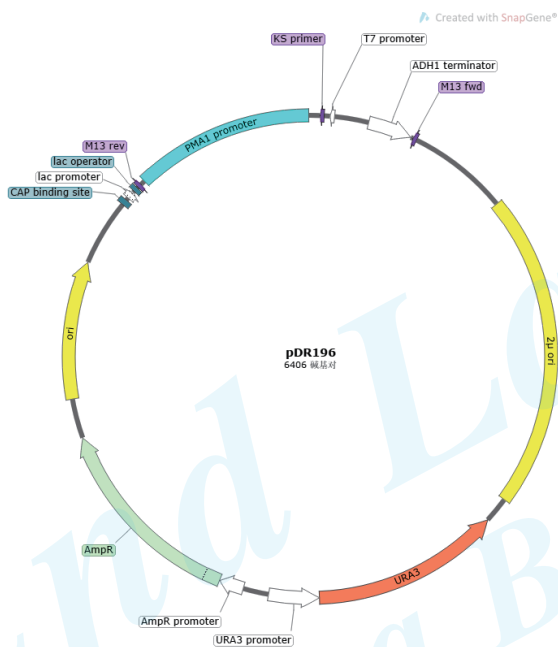 Created with SnapGene®
KS primer
T7 promoter
ADH1 terminator
M13 fwd
PMA1 promoter
M13 rev
lac operator
lac promoter
CAP binding site
ori
2μ ori
pDR196
6406 碱基对
AmpR
URA3
AmpR promoter
URA3 promoter